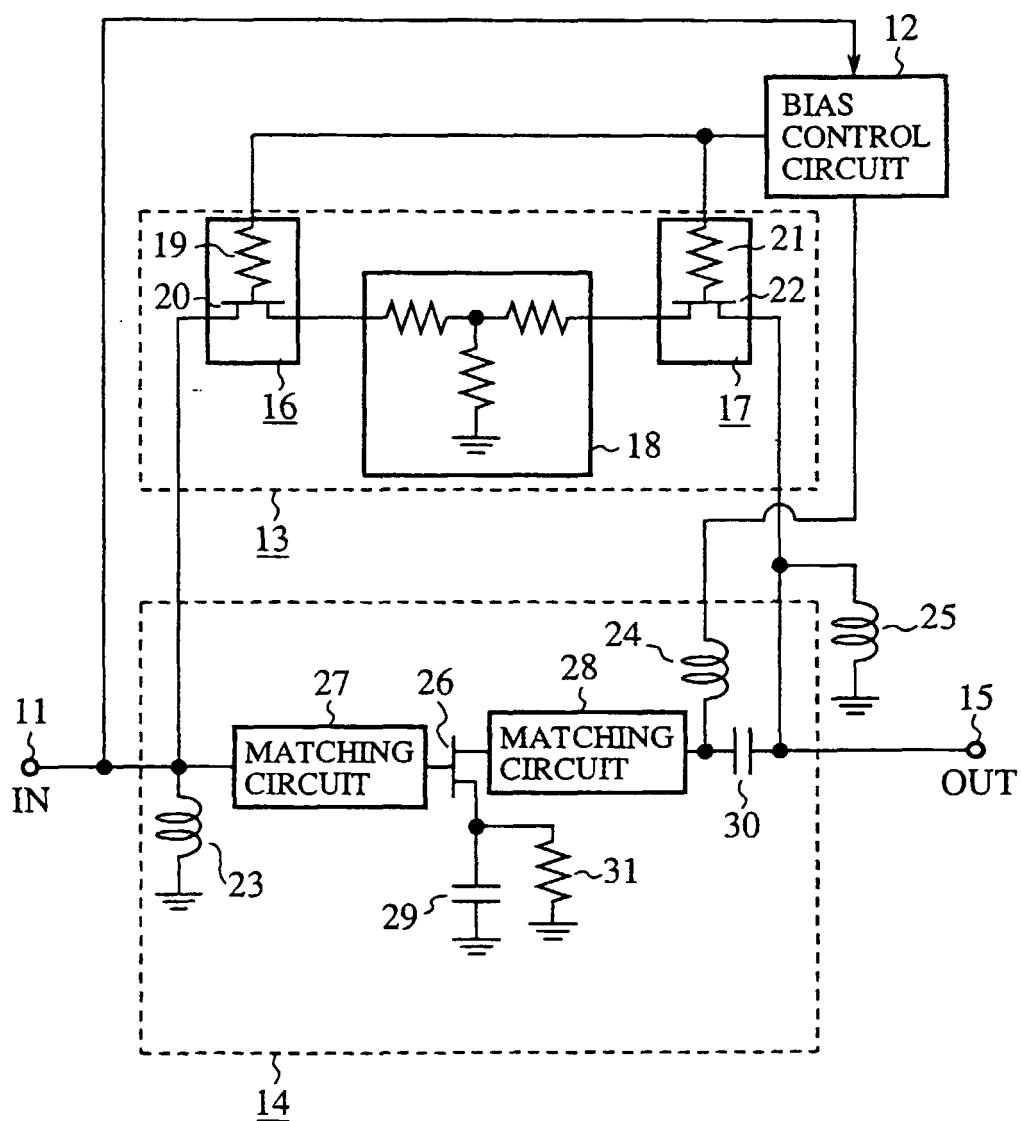 12
BIAS
CONTROL
CIRCUIT
19
21
20
22
16
17
18
13
24
25
27
26
28
11
15
MATCHING
CIRCUIT
MATCHING
CIRCUIT
IN
OUT
30
23
29
31
14